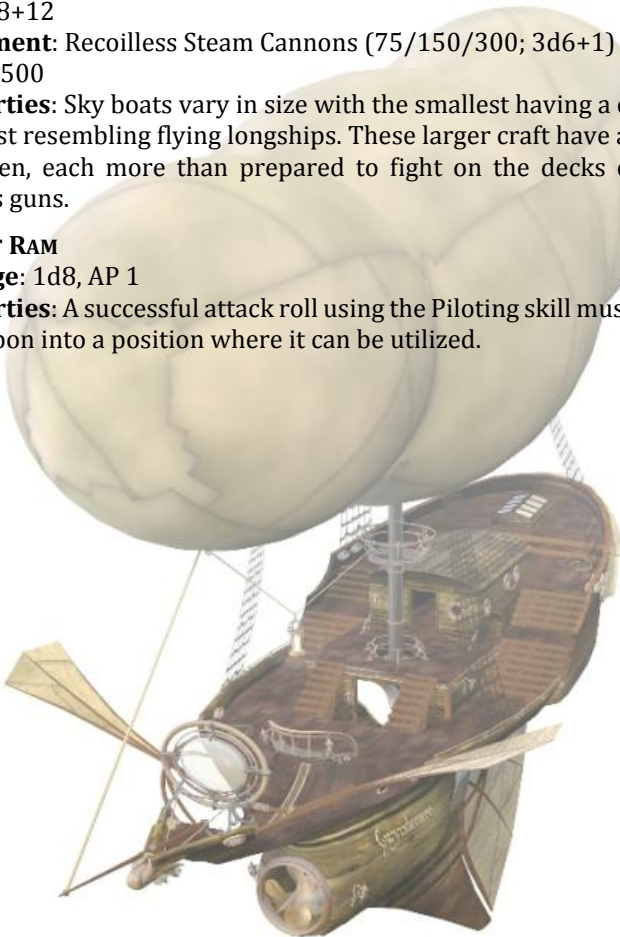 8+12
ment: Recoilless Steam Cannons (75/150/300; 3d6+1)
500
rties: Sky boats vary in size with the smallest having a
st resembling flying longships. These larger craft have a
en, each more than prepared to fight on the decks
s guns.
RAM
ge: 1d8, AP 1
rties: A successful attack roll using the Piloting skill mus
pon into a position where it can be utilized.